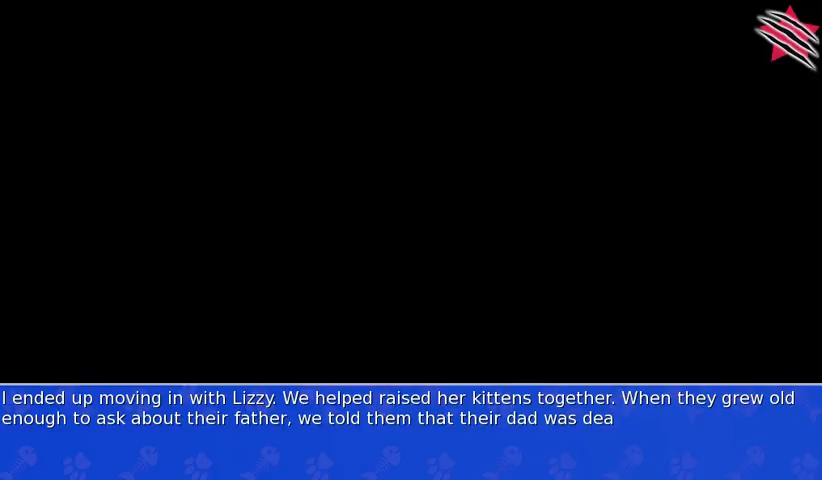 I ended up moving in with Lizzy. We helped raised her kittens together. When they grew old
enough to ask about their father, we told them that their dad was dea